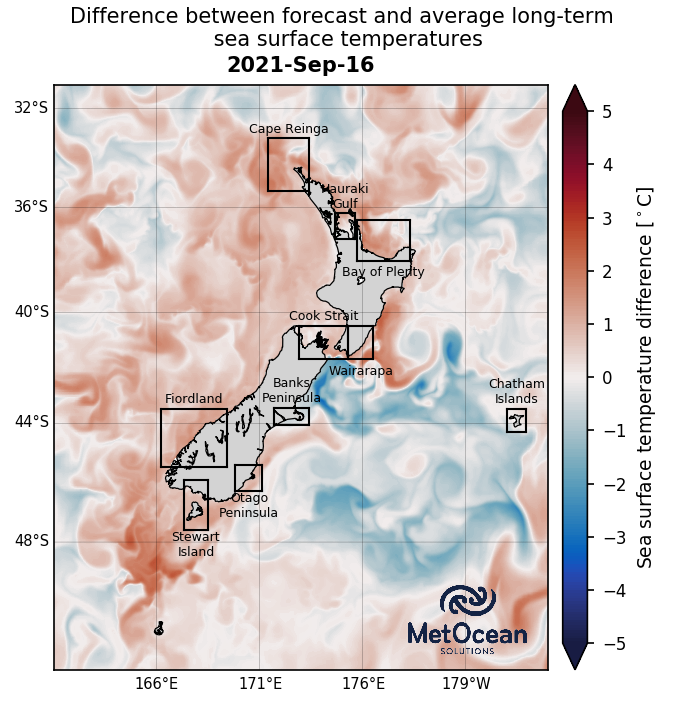 Difference between forecast and average long-term
sea surface temperatures
2021-Sep-16
32°S
36°S
40°S
44°S
48°S
Cape Reinga
Hauraki
Gulf
Bay of Plenty
Cook Strait
Wairarapa
Banks
Peninsula
Fiordland
Chatham
Islands
Otago
Peninsula
Stewart
Island
MetOcean
SOLUTIONS
166°E
171°E
176°E
179°W
5
4
3
2
1
0
−1
−2
−3
−4
−5
Sea surface temperature difference [°C]